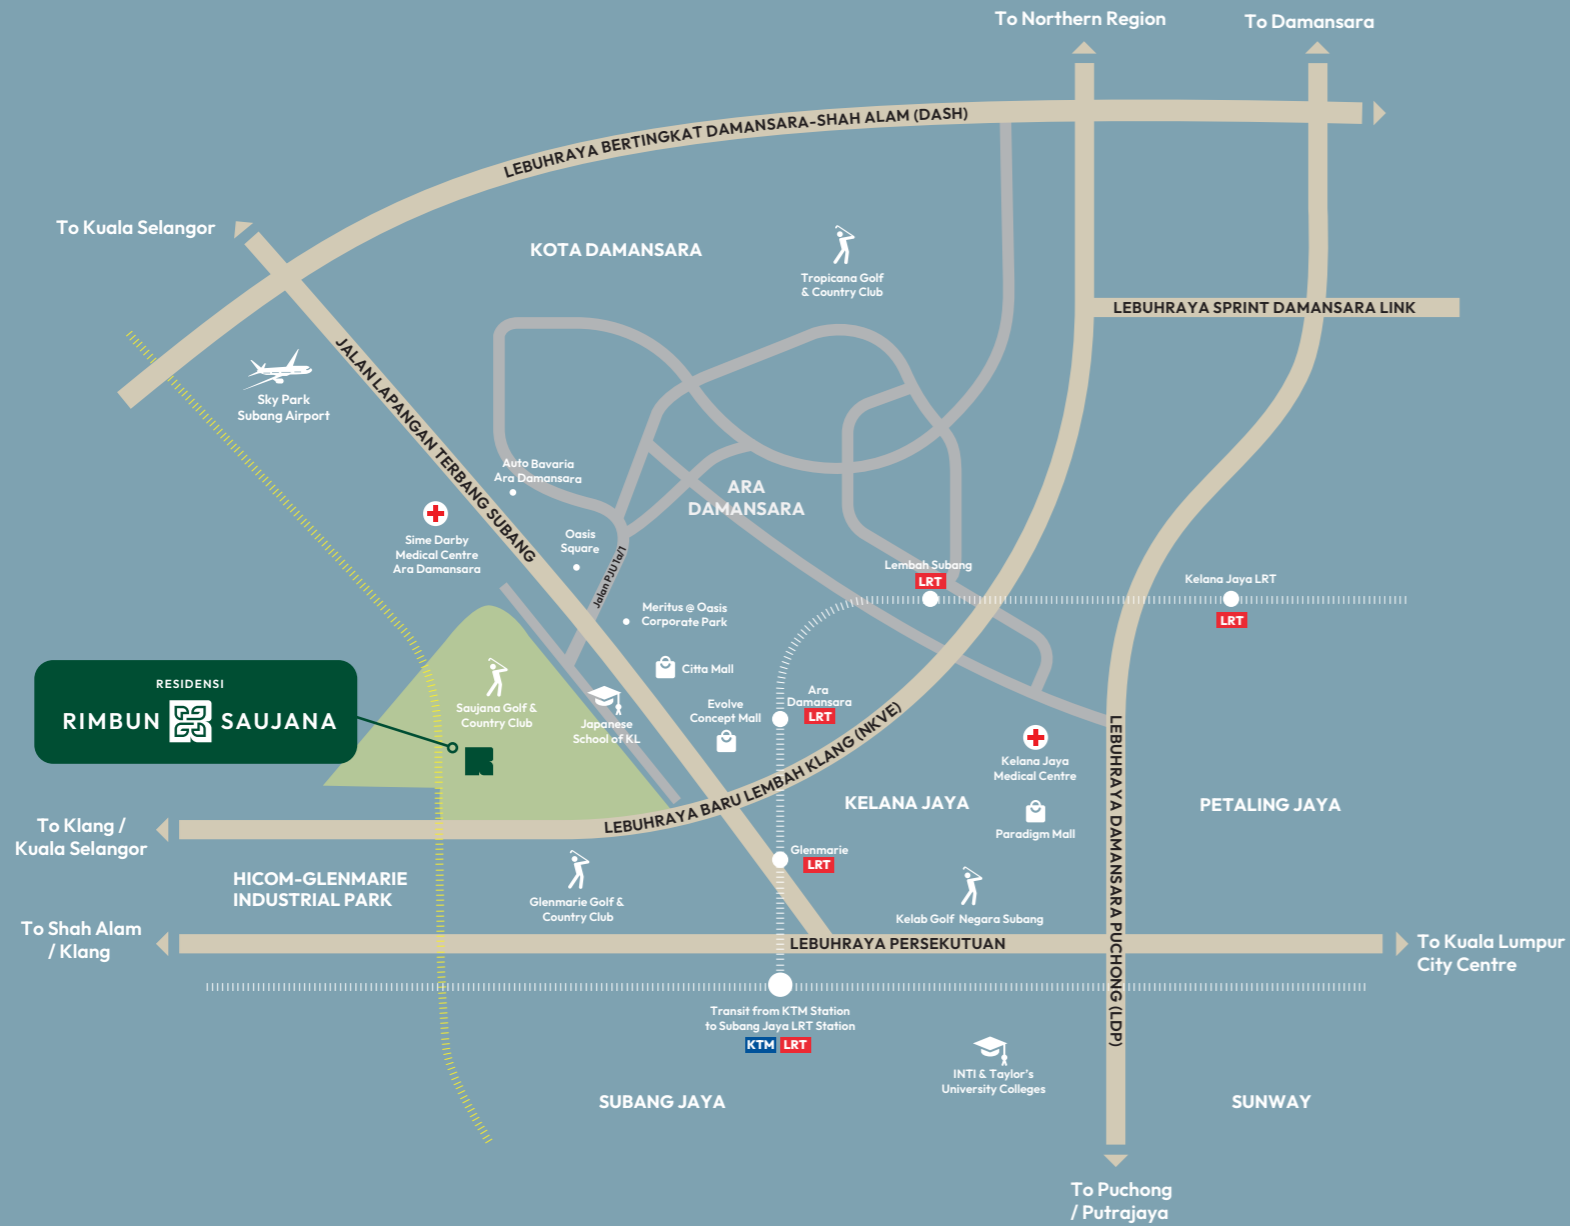 To Northern Region
To Damansara
LEBUHRAYA BERTINGKAT DAMANSARA-SHAH ALAM (DASH)
To Kuala Selangor
KOTA DAMANSARA
Tropicana Golf
& Country Club
LEBUHRAYA SPRINT DAMANSARA LINK
JALAN LAPANGAN TERBANG SUBANG
Sky Park
Subang Airport
Auto Bavaria
Ara Damansara
ARA
DAMANSARA
Sime Darby
Medical Centre
Ara Damansara
Oasis
Square
Jalan PJU 1a/1
Lembah Subang
LRT
Kelana Jaya LRT
LRT
Meritus @ Oasis
Corporate Park
Citta Mall
RESIDENSI
RIMBUN SAUJANA
Saujana Golf &
Country Club
Japanese
School of KL
Evolve
Concept Mall
Ara
Damansara
LRT
LEBUHRAYA BARU LEMBAH KLANG (NKVE)
Kelana Jaya
Medical Centre
LEBUHRAYA DAMANSARA PUCHONG (LDP)
KELANA JAYA
PETALING JAYA
Paradigm Mall
To Klang /
Kuala Selangor
Glenmarie
LRT
HICOM-GLENMARIE
INDUSTRIAL PARK
Glenmarie Golf &
Country Club
Kelab Golf Negara Subang
To Shah Alam
/ Klang
LEBUHRAYA PERSEKUTUAN
To Kuala Lumpur
City Centre
Transit from KTM Station
to Subang Jaya LRT Station
KTM LRT
INTI & Taylor's
University Colleges
SUBANG JAYA
SUNWAY
To Puchong
/ Putrajaya